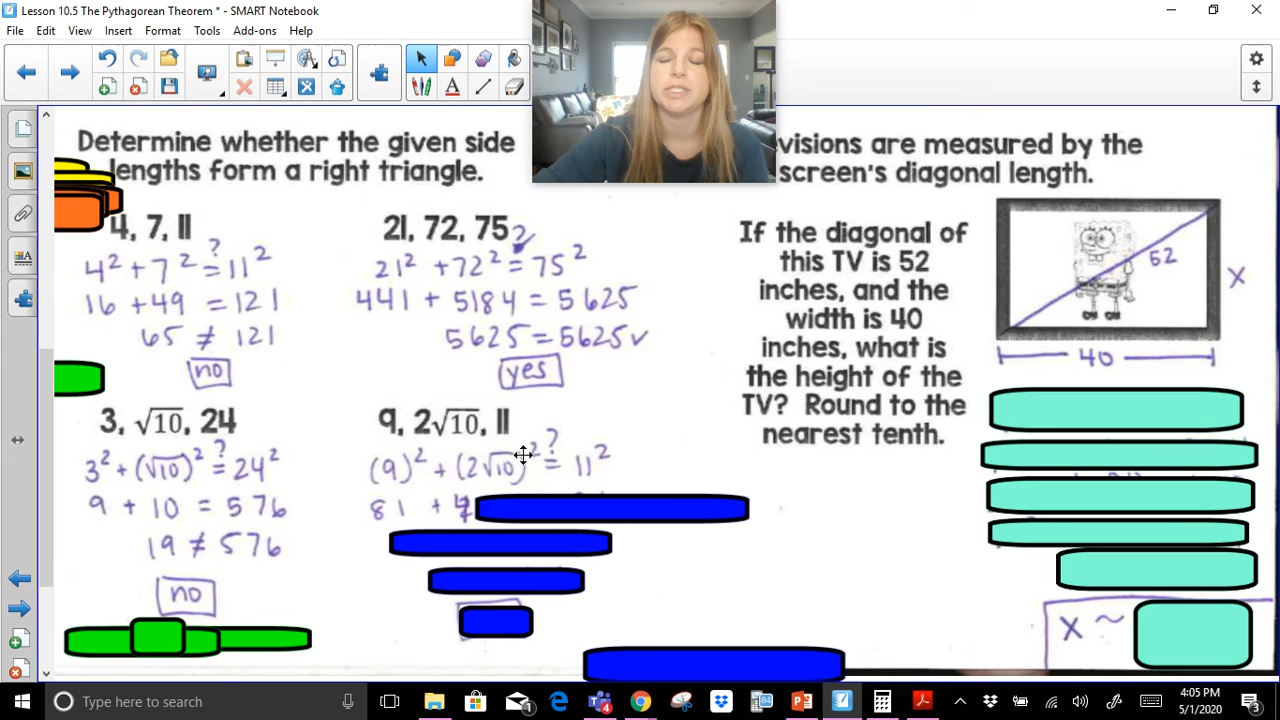 Lesson 10.5 The Pythagorean Theorem * - SMART Notebook
File Edit View Insert Format Tools Add-ons Help
Determine whether the given side
lengths form a right triangle.
4, 7, 11
4² + 7² ?= 11²
16 + 49 = 121
65 ≠ 121
no
21, 72, 75
21² + 72² ?= 75²
441 + 5184 = 5625
5625 = 5625 ✓
yes
3, √10, 24
3² + (√10)² ?= 24²
9 + 10 = 576
19 ≠ 576
no
9, 2√10, 11
(9)² + (2√10)² ?= 11²
81 +
visions are measured by the
screen's diagonal length.
If the diagonal of
this TV is 52
inches, and the
width is 40
inches, what is
the height of the
TV? Round to the
nearest tenth.
52
x
40
x ~
Type here to search
4:05 PM
5/1/2020